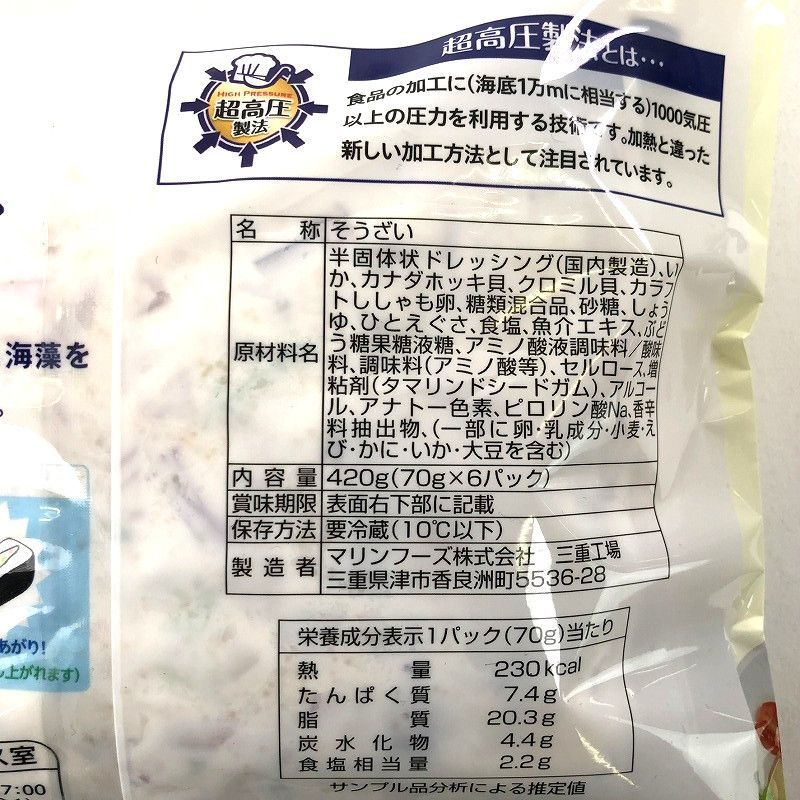 超高圧製法とは…
HIGH PRESSURE
超高圧
製法
食品の加工に(海底1万mに相当する)1000気圧
以上の圧力を利用する技術です。加熱と違った
新しい加工方法として注目されています。
名 称 そうざい
原材料名
半固体状ドレッシング(国内製造)、い
か、カナダホッキ貝、クロミル貝、カラフ
トししゃも卵、糖類混合品、砂糖、しょう
ゆ、ひとえぐさ、食塩、魚介エキス、ぶど
う糖果糖液糖、アミノ酸液調味料/酸味
料、調味料(アミノ酸等)、セルロース、増
粘剤(タマリンドシードガム)、アルコー
ル、アナトー色素、ピロリン酸Na、香辛
料抽出物、(一部に卵・乳成分・小麦・え
び・かに・いか・大豆を含む)
内 容 量 420g(70g×6パック)
賞味期限 表面右下部に記載
保存方法 要冷蔵(10℃以下)
製 造 者 マリンフーズ株式会社 三重工場
三重県津市香良洲町5536-28
栄養成分表示1パック(70g)当たり
熱 量 230kcal
たんぱく質 7.4g
脂 質 20.3g
炭水化物 4.4g
食塩相当量 2.2g
サンプル品分析による推定値
海藻を
。
あがり!
し上がれます)
室
7:00